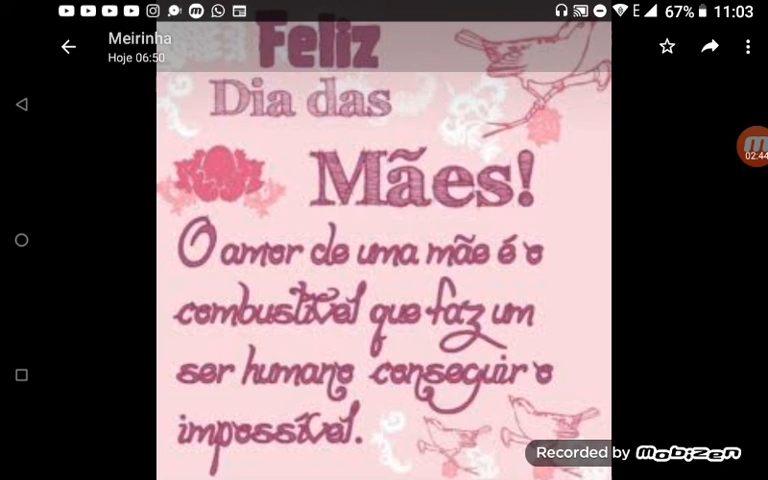 67% 11:03
Meirinha
Hoje 06:50
Feliz
Dia das
Mães!
O amor de uma mãe é o
combustível que faz um
ser humano conseguir o
impossível.
02:44
Recorded by Mobizen